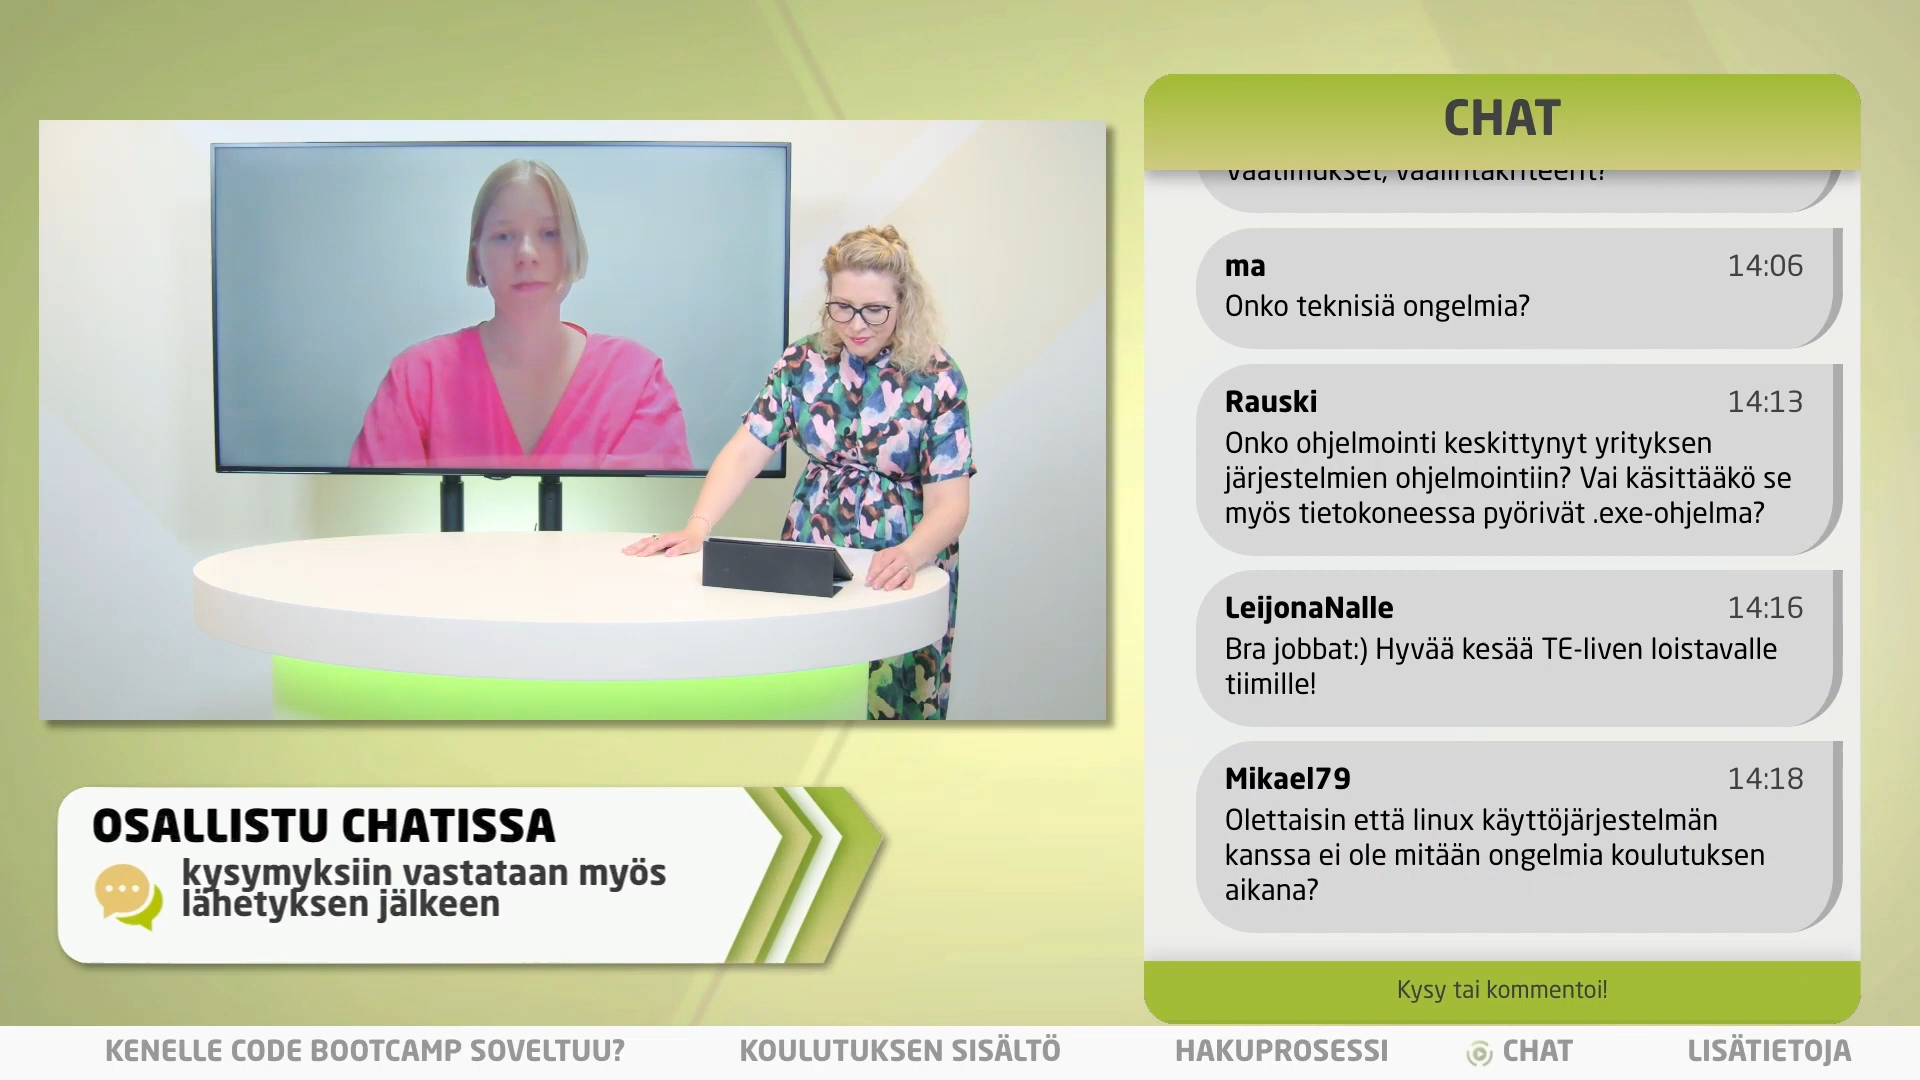 CHAT
vaatimukset, vaalintakriteerit?
ma 14:06
Onko teknisiä ongelmia?
Rauski 14:13
Onko ohjelmointi keskittynyt yrityksen
järjestelmien ohjelmointiin? Vai käsittääkö se
myös tietokoneessa pyörivät .exe-ohjelma?
LeijonaNalle 14:16
Bra jobbat:) Hyvää kesää TE-liven loistavalle
tiimille!
Mikael79 14:18
Olettaisin että linux käyttöjärjestelmän
kanssa ei ole mitään ongelmia koulutuksen
aikana?
Kysy tai kommentoi!
OSALLISTU CHATISSA
kysymyksiin vastataan myös
lähetyksen jälkeen
KENELLE CODE BOOTCAMP SOVELTUU? KOULUTUKSEN SISÄLTÖ HAKUPROSESSI CHAT LISÄTIETOJA